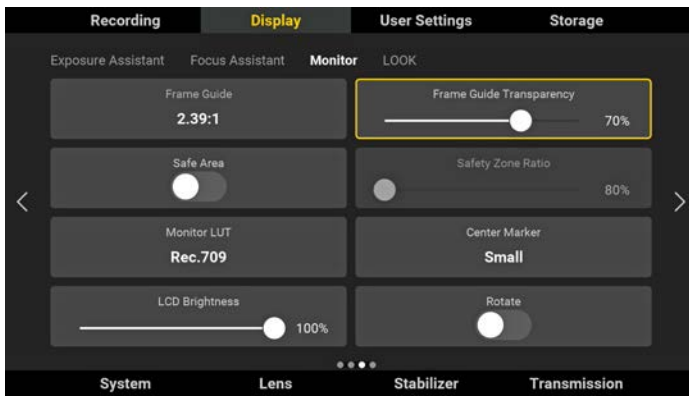 Recording Display User Settings Storage
Exposure Assistant Focus Assistant Monitor LOOK
Frame Guide
2.39:1
Frame Guide Transparency
70%
Safe Area
Safety Zone Ratio
80%
Monitor LUT
Rec.709
Center Marker
Small
LCD Brightness
100%
Rotate
System Lens Stabilizer Transmission